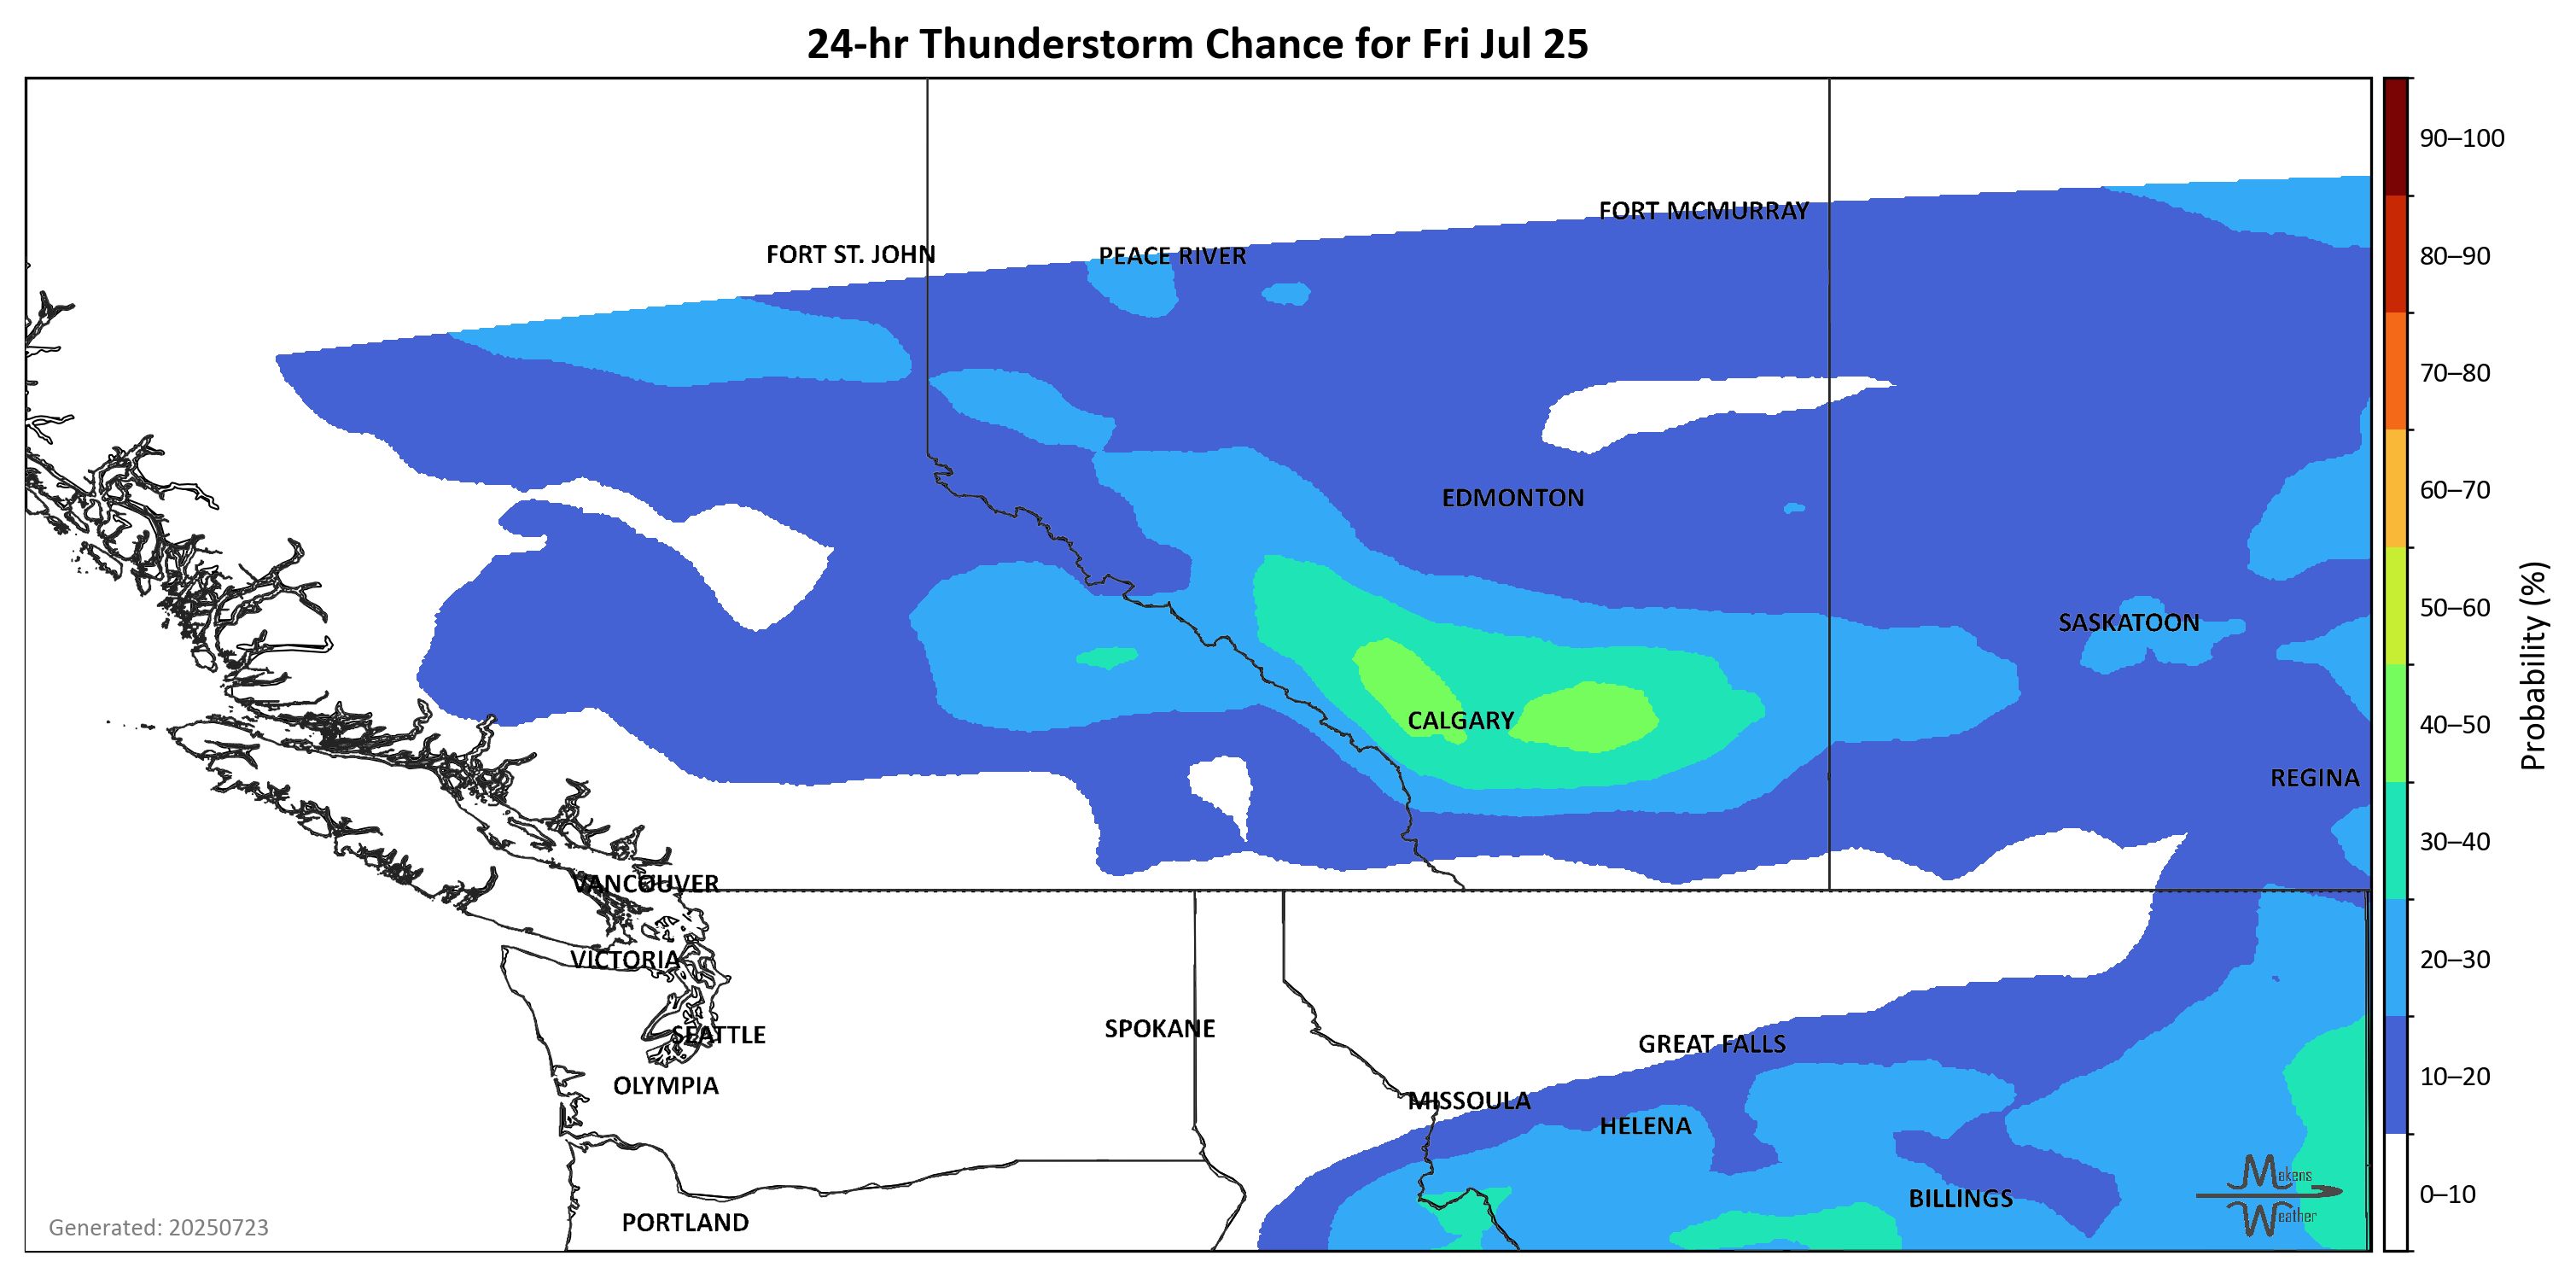 24-hr Thunderstorm Chance for Fri Jul 25
90–100
80–90
70–80
60–70
50–60
40–50
30–40
20–30
10–20
0–10
Probability (%)
FORT MCMURRAY
FORT ST. JOHN
PEACE RIVER
EDMONTON
SASKATOON
CALGARY
REGINA
VANCOUVER
VICTORIA
SEATTLE
SPOKANE
GREAT FALLS
OLYMPIA
MISSOULA
HELENA
BILLINGS
PORTLAND
Makens
Weather
Generated: 20250723